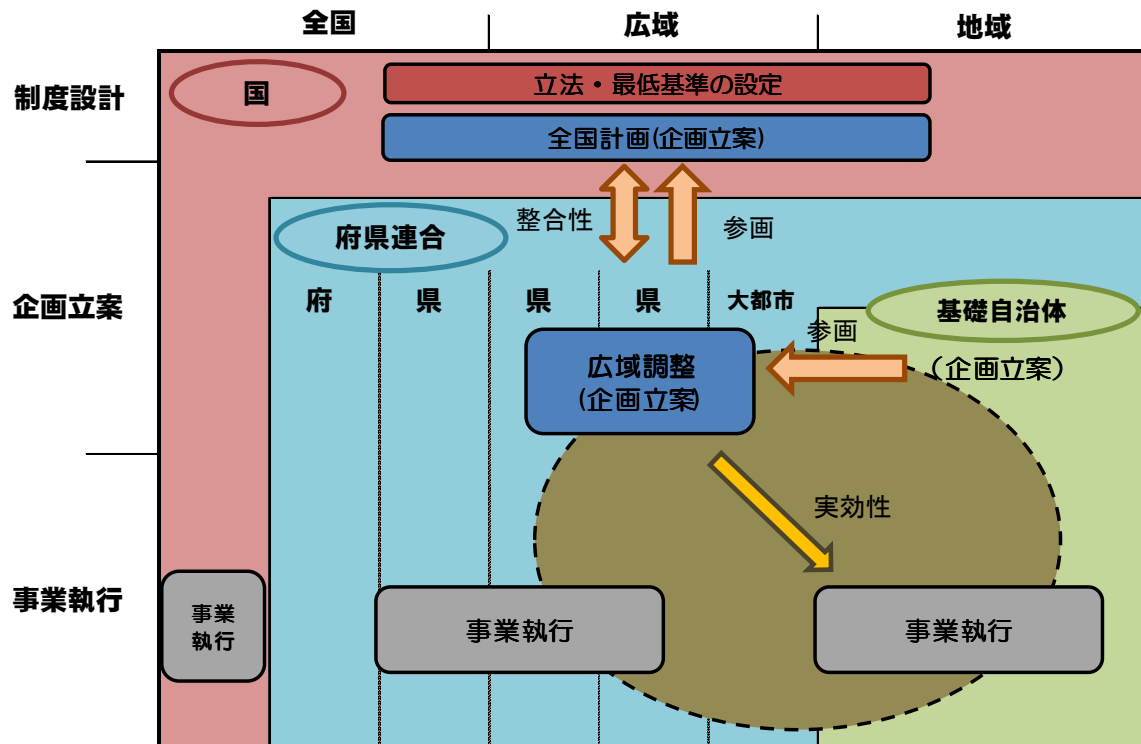 全国
広域
地域
制度設計
国
立法・最低基準の設定
全国計画(企画立案)
整合性
参画
府県連合
企画立案
府
県
県
県
大都市
基礎自治体
参画
広域調整
(企画立案)
（企画立案）
実効性
事業執行
事業
執行
事業執行
事業執行